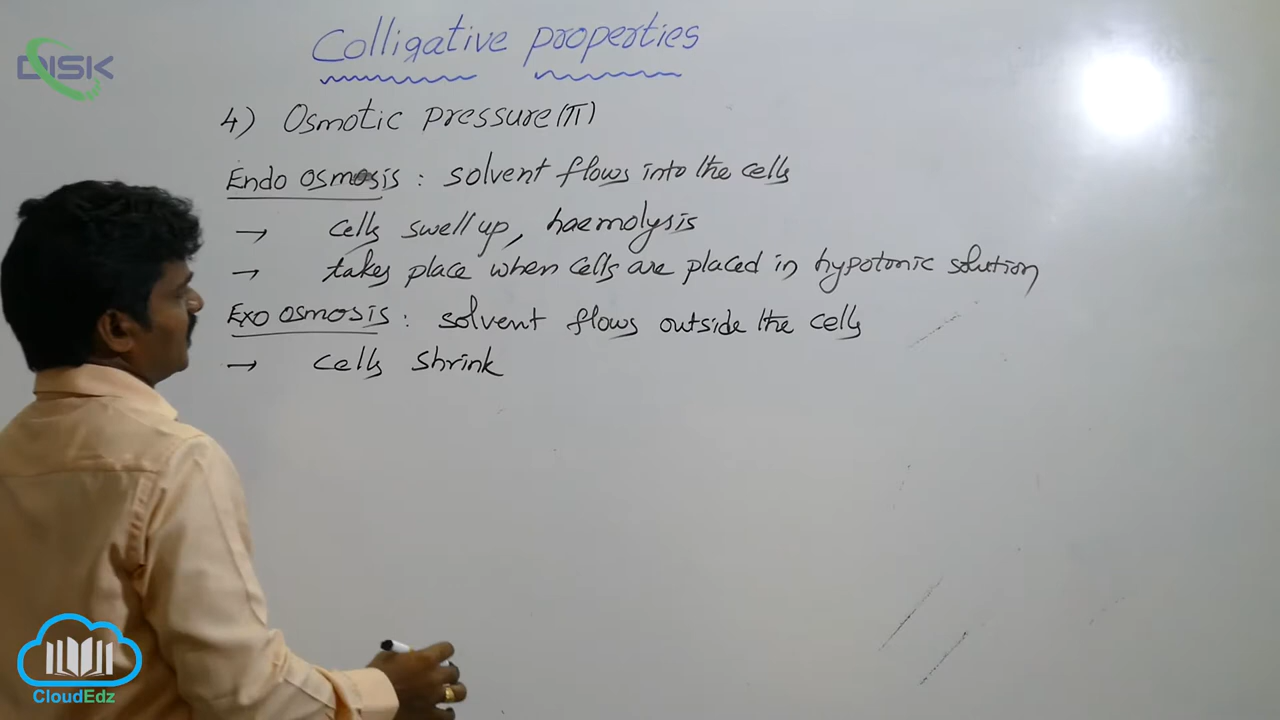 DISK
Colligative properties
4) Osmotic pressure (π)
Endo osmosis : solvent flows into the cells
→ cells swell up, haemolysis
→ takes place when cells are placed in hypotonic solution
Exo osmosis : solvent flows outside the cells
→ cells shrink
CloudEdz